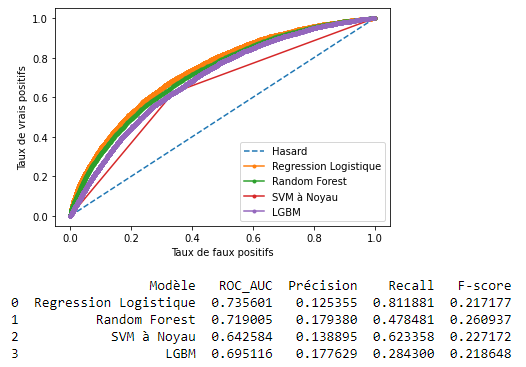 1.0
0.8
0.6
0.4
0.2
0.0
Taux de vrais positifs
Hasard
Regression Logistique
Random Forest
SVM à Noyau
LGBM
0.0 0.2 0.4 0.6 0.8 1.0
Taux de faux positifs
Modèle ROC_AUC Précision Recall F-score
0 Regression Logistique 0.735601 0.125355 0.811881 0.217177
1 Random Forest 0.719005 0.179380 0.478481 0.260937
2 SVM à Noyau 0.642584 0.138895 0.623358 0.227172
3 LGBM 0.695116 0.177629 0.284300 0.218648